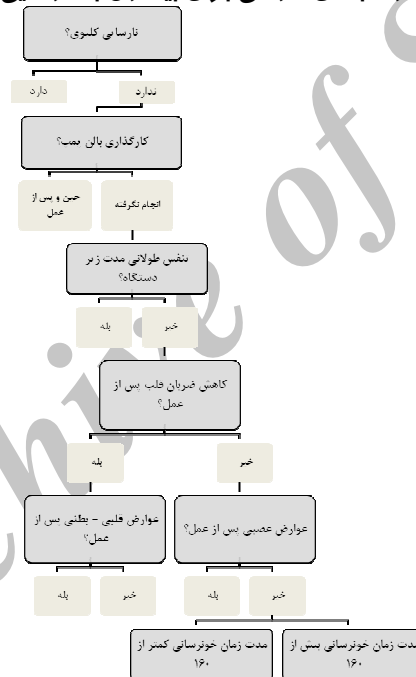 نارسایی کلیوی؟
دارد
ندارد
کارگذاری بالن پمپ؟
حین و پس از
عمل
انجام نگرفته
تنفس طولانی مدت زیر
دستگاه؟
بله
خیر
کاهش ضربان قلب پس از
عمل؟
بله
خیر
عوارض قلبی - بطنی پس از
عمل؟
عوارض عصبی پس از عمل؟
بله
خیر
بله
خیر
مدت زمان خونرسانی کمتر از
۱۶۰
مدت زمان خونرسانی بیش از
۱۶۰
hive of S